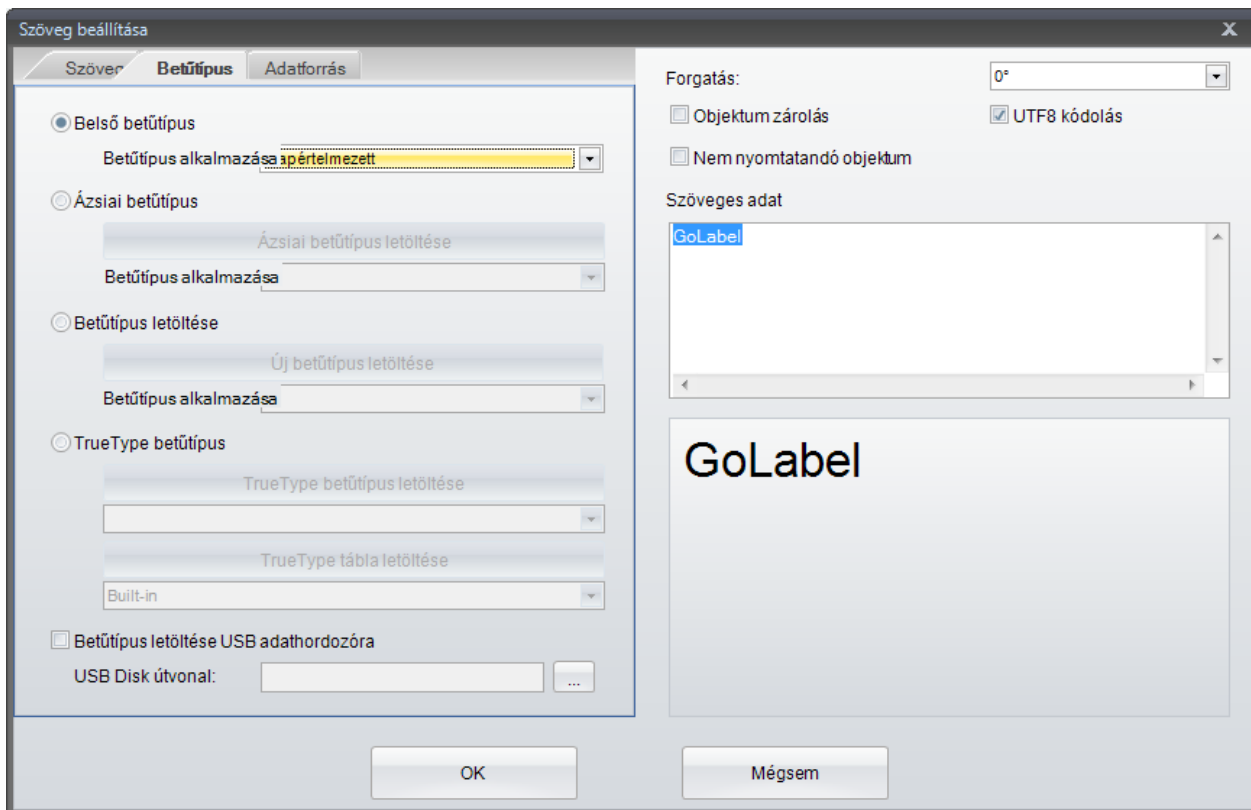 Szöveg beállítása
X
Szöveg
Betűtípus
Adatforrás
Belső betűtípus
Betűtípus alkalmazása
apértelmezett
Ázsiai betűtípus
Ázsiai betűtípus letöltése
Betűtípus alkalmazása
Betűtípus letöltése
Új betűtípus letöltése
Betűtípus alkalmazása
TrueType betűtípus
TrueType betűtípus letöltése
TrueType tábla letöltése
Built-in
Betűtípus letöltése USB adathordozóra
USB Disk útvonal:
...
Forgatás:
0°
Objektum zárolás
UTF8 kódolás
Nem nyomtatandó objektum
Szöveges adat
GoLabel
GoLabel
OK
Mégsem